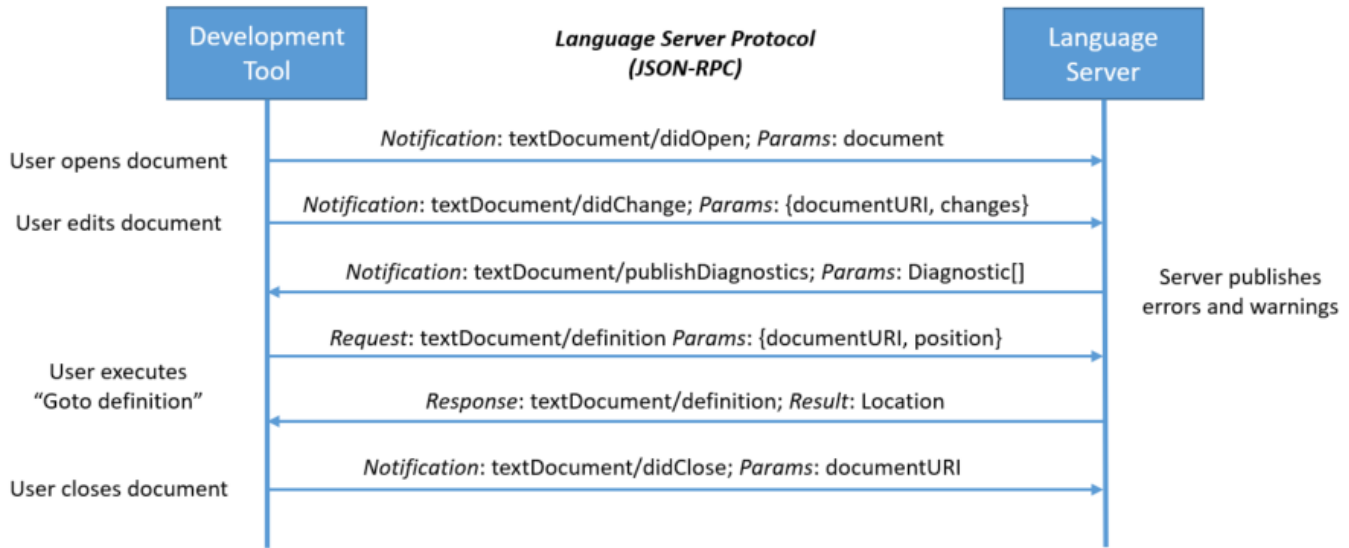 Development
Tool
Language Server Protocol
(JSON-RPC)
Language
Server
Notification: textDocument/didOpen; Params: document
User opens document
Notification: textDocument/didChange; Params: {documentURI, changes}
User edits document
Notification: textDocument/publishDiagnostics; Params: Diagnostic[]
Server publishes
errors and warnings
Request: textDocument/definition Params: {documentURI, position}
User executes
“Goto definition”
Response: textDocument/definition; Result: Location
Notification: textDocument/didClose; Params: documentURI
User closes document